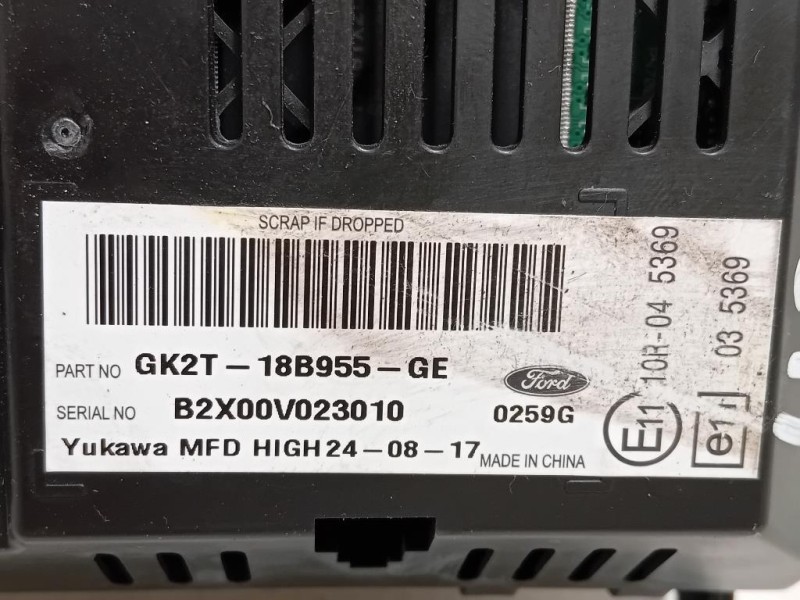 SCRAP IF DROPPED
PART NO GK2T-18B955-GE
Ford
SERIAL NO B2X00V023010 0259G
Yukawa MFD HIGH 24-08-17 MADE IN CHINA
E11 10R-04 5369
e11 03 5369